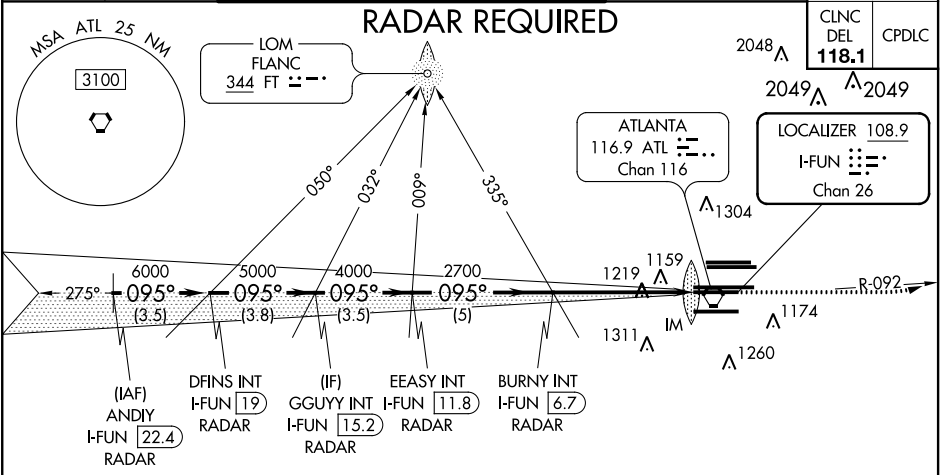 RADAR REQUIRED
MSA ATL 25 NM
3100
LOM
FLANC
344 FT
CLNC
DEL
118.1
CPDLC
2048
2049
2049
ATLANTA
116.9 ATL
Chan 116
LOCALIZER 108.9
I-FUN
Chan 26
050°
032°
009°
335°
1304
1159
1219
6000
5000
4000
2700
275°
095°
095°
095°
095°
R-092
(3.5)
(3.8)
(3.5)
(5)
IM
1174
1311
1260
(IAF)
ANDIY
I-FUN 22.4
RADAR
DFINS INT
I-FUN 19
RADAR
(IF)
GGUYY INT
I-FUN 15.2
RADAR
EEASY INT
I-FUN 11.8
RADAR
BURNY INT
I-FUN 6.7
RADAR